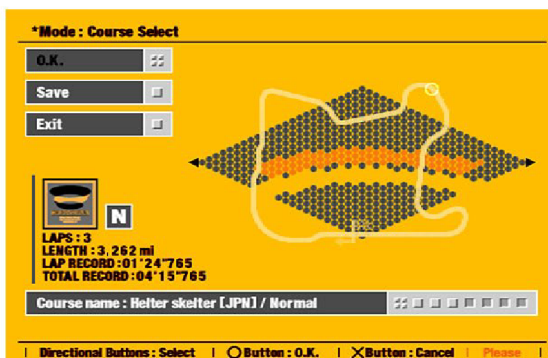 *Mode : Course Select
O.K.
Save
Exit
N
LAPS : 3
LENGTH : 3,262 mi
LAP RECORD : 01'24"765
TOTAL RECORD : 04'15"765
Course name : Helter skelter [JPN] / Normal
| Directional Buttons : Select | ○Button : O.K. | ✕Button : Cancel | Please |